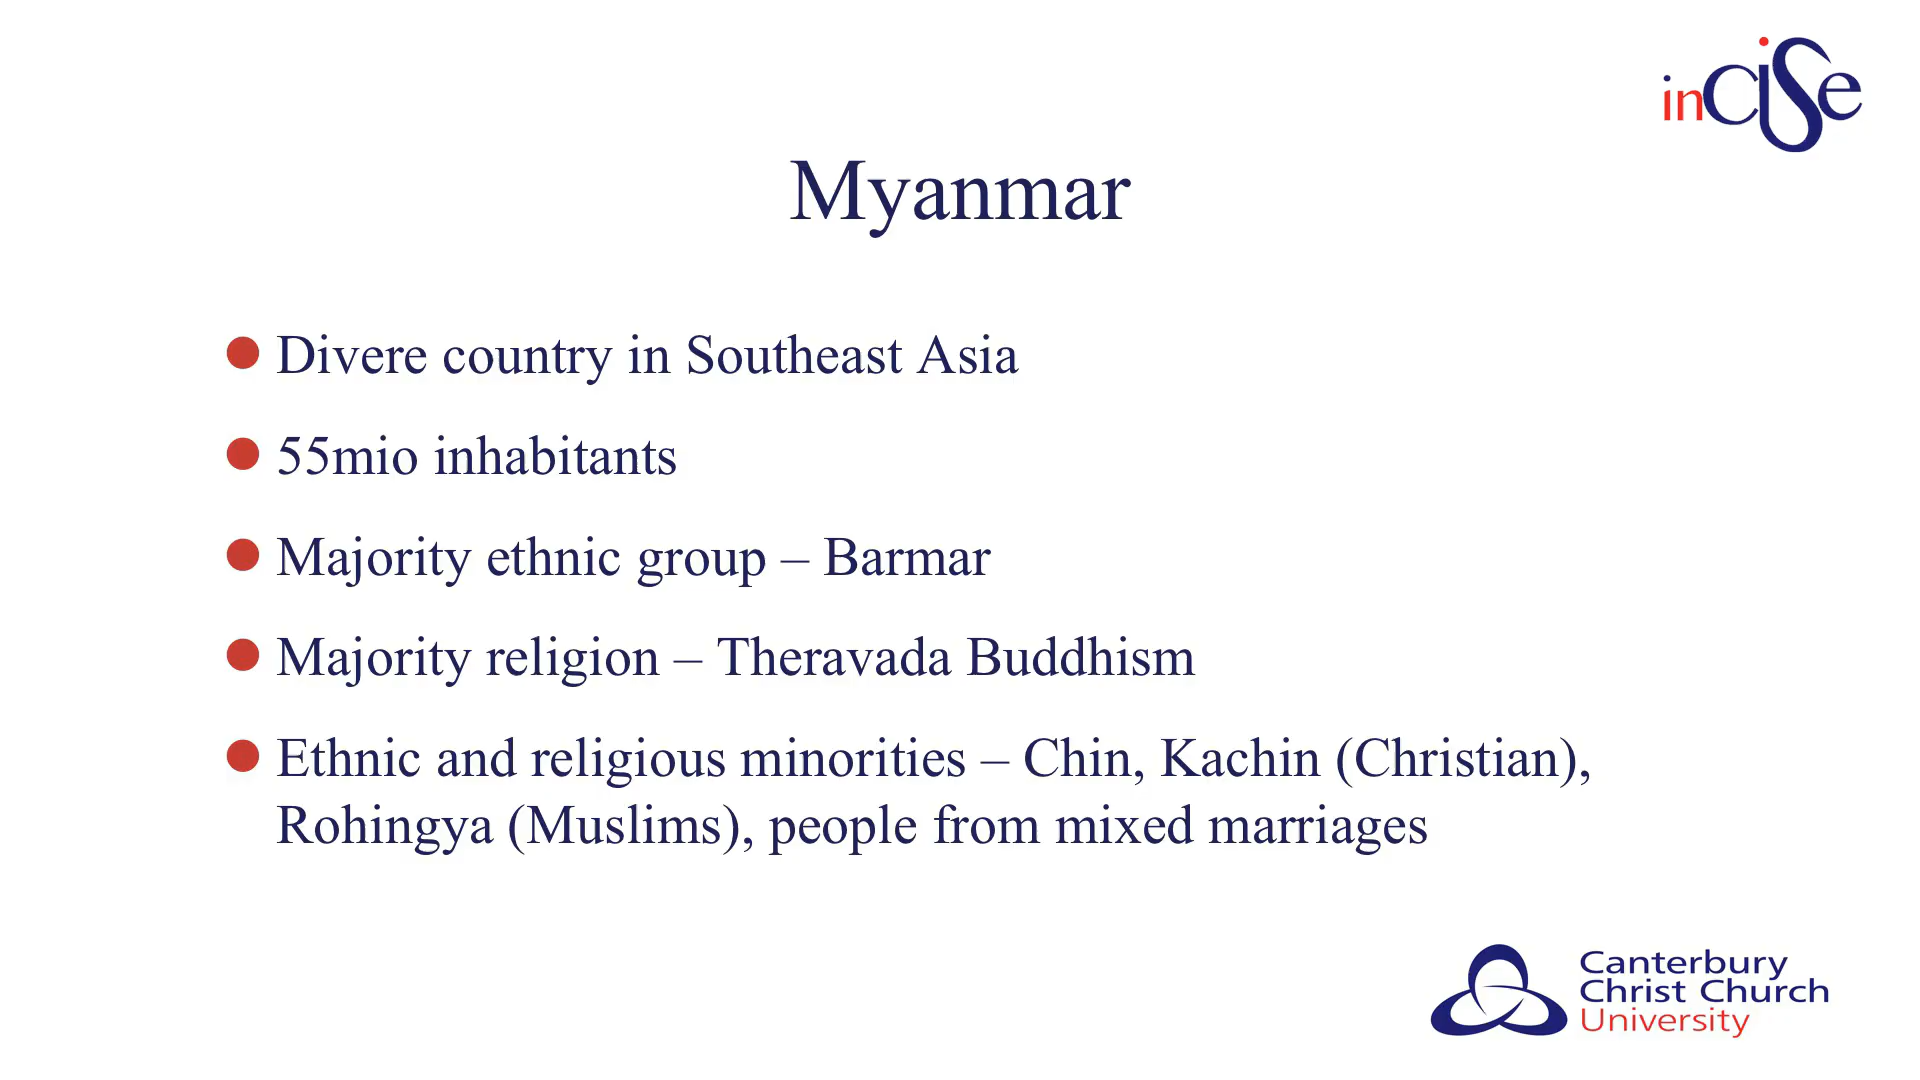 inCiSe
Myanmar
Divere country in Southeast Asia
55mio inhabitants
Majority ethnic group – Barmar
Majority religion – Theravada Buddhism
Ethnic and religious minorities – Chin, Kachin (Christian),
Rohingya (Muslims), people from mixed marriages
Canterbury
Christ Church
University